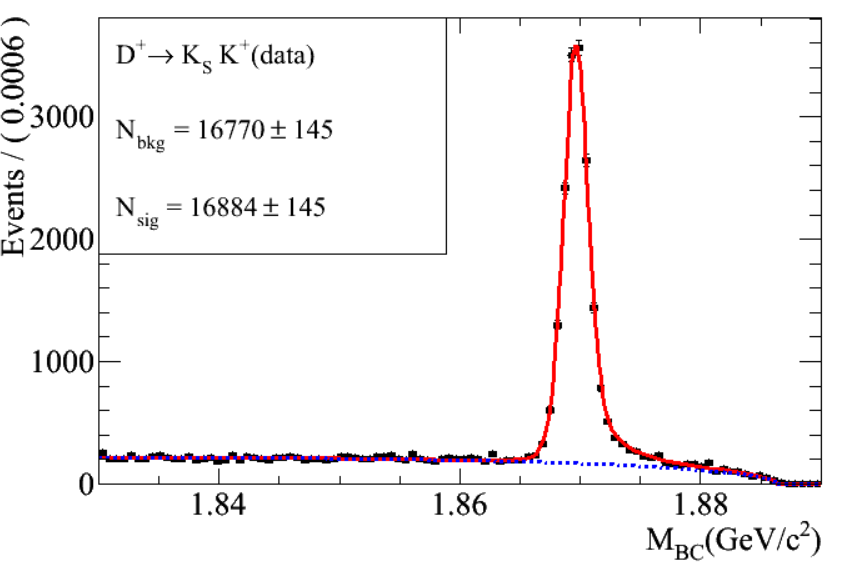 D⁺→ K_S K⁺(data)
N_bkg = 16770 ± 145
N_sig = 16884 ± 145
Events / ( 0.0006 )
3000
2000
1000
0
1.84 1.86 1.88
M_BC(GeV/c²)